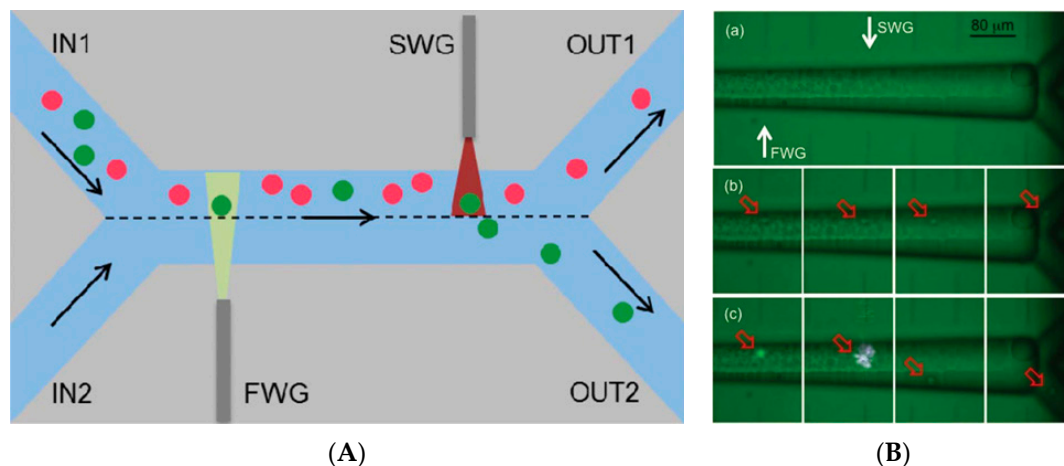 IN1
SWG
OUT1
IN2
FWG
OUT2
(A)
(a)
SWG
80 µm
FWG
(b)
(c)
(B)